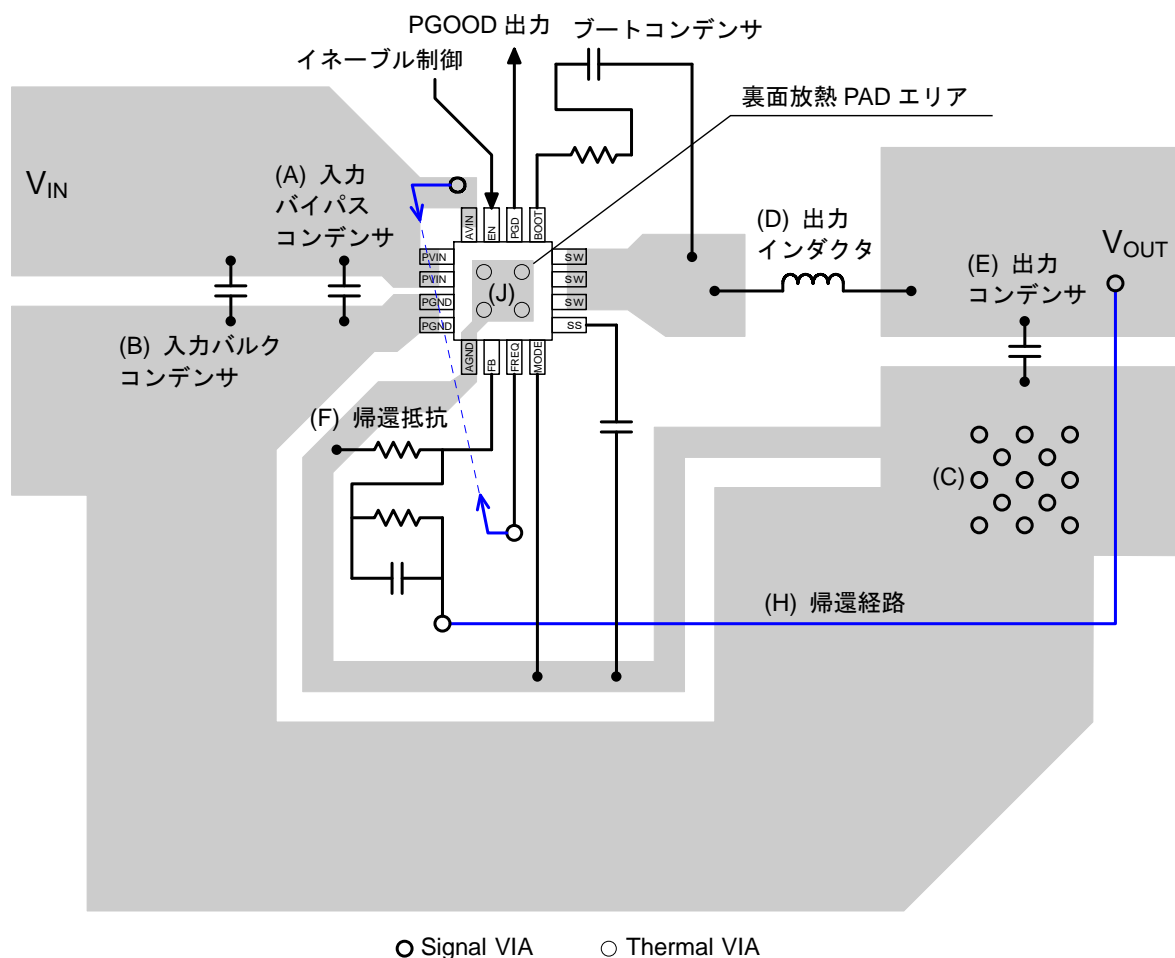 PGOOD 出力
ブートコンデンサ
イネーブル制御
裏面放熱 PAD エリア
VIN
(A) 入力
バイパス
コンデンサ
AVIN
EN
PGD
BOOT
(D) 出力
インダクタ
VOUT
(E) 出力
コンデンサ
PVIN
PVIN
PGND
PGND
(J)
SW
SW
SW
SS
(B) 入力バルク
コンデンサ
AGND
FB
FREQ
MODE
(F) 帰還抵抗
(C)
(H) 帰還経路
Signal VIA
Thermal VIA